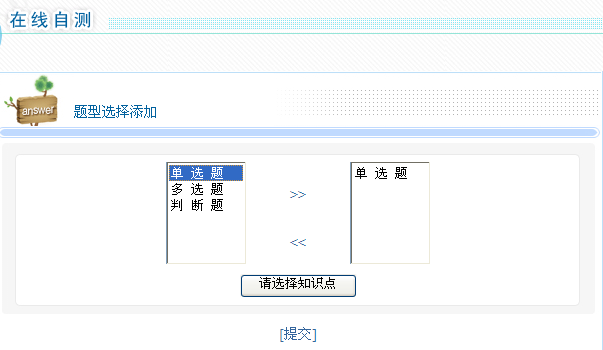 在线自测
answer
题型选择添加
单 选 题
多 选 题
判 断 题
>>
<<
单 选 题
请选择知识点
[提交]